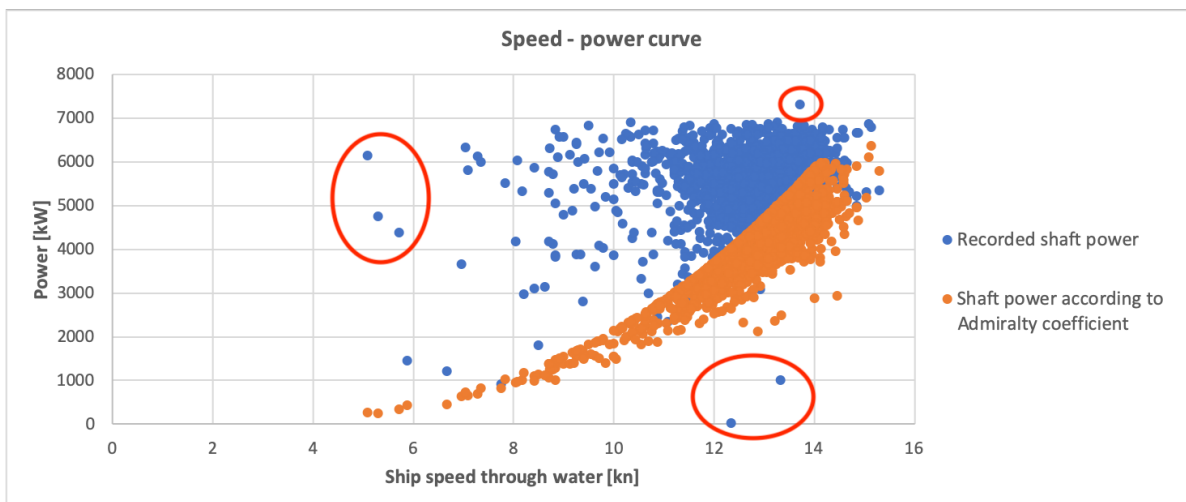 Speed - power curve
8000
7000
6000
5000
4000
3000
2000
1000
0
Power [kW]
0 2 4 6 8 10 12 14 16
Ship speed through water [kn]
Recorded shaft power
Shaft power according to
Admiralty coefficient